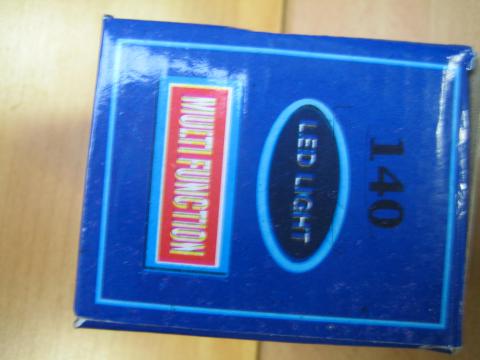 140
LED LIGHT
MULTI FUNCTION